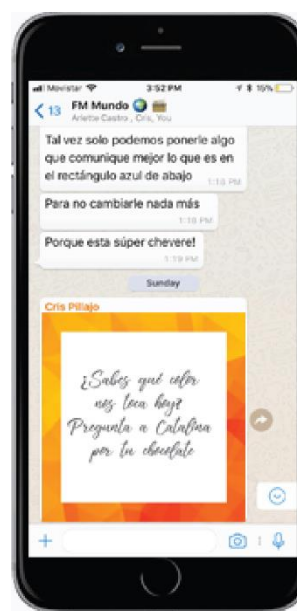 Movistar 3:52 PM 15%
13 FM Mundo
Arlette Castro, Cris, You
Tal vez solo podemos ponerle algo
que comunique mejor lo que es en
el rectángulo azul de abajo
1:18 PM
Para no cambiarle nada más
1:18 PM
Porque esta súper chevere!
1:19 PM
Sunday
Cris Pillajo
¿Sabes qué color
nos toca hoy?
Pregunta a Catalina
por tu chocolate